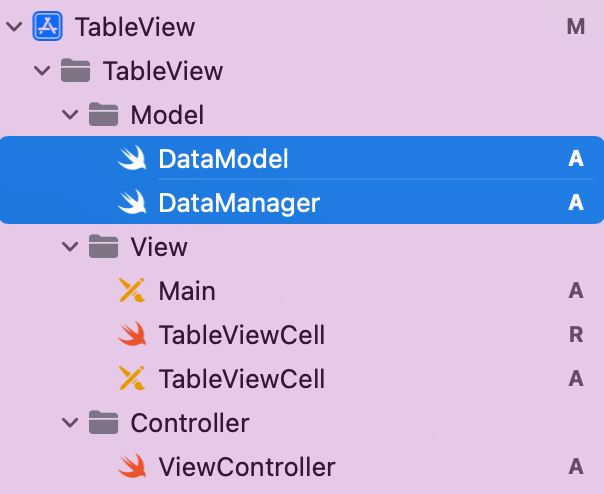 TableView M
TableView
Model
DataModel A
DataManager A
View
Main A
TableViewCell R
TableViewCell A
Controller
ViewController A